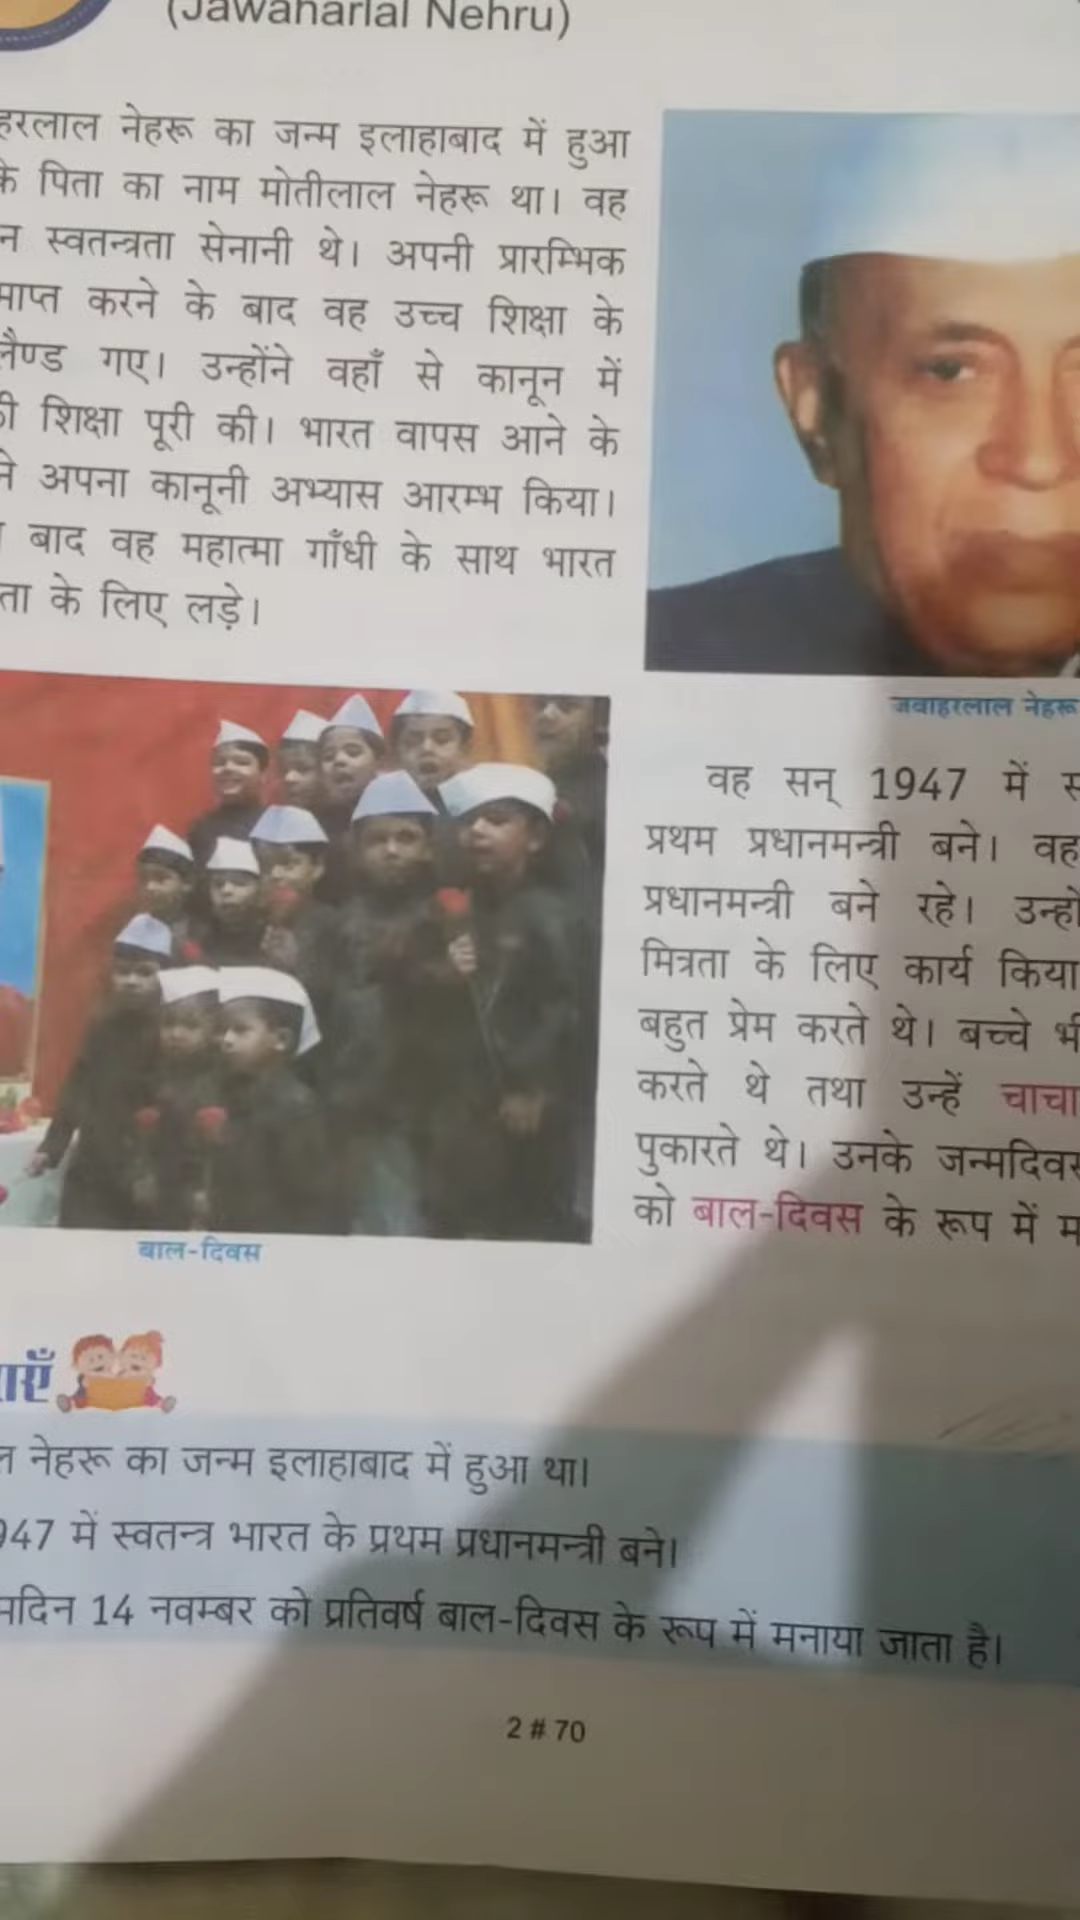 (Jawaharlal Nehru)
नेहरू का जन्म इलाहाबाद में हुआ
के पिता का नाम मोतीलाल नेहरू था। वह
स्वतन्त्रता सेनानी थे। अपनी प्रारम्भिक
करने के बाद वह उच्च शिक्षा के
गए। उन्होंने वहाँ से कानून में
शिक्षा पूरी की। भारत वापस आने के
अपना कानूनी अभ्यास आरम्भ किया।
बाद वह महात्मा गाँधी के साथ भारत
के लिए लड़े।
जवाहरलाल नेहरू
वह सन् 1947 में
प्रथम प्रधानमन्त्री बने। वह
प्रधानमन्त्री बने रहे।
मित्रता के लिए कार्य किया
बहुत प्रेम करते थे। बच्चे
करते थे तथा उन्हें चाचा
पुकारते थे। उनके
को बाल-दिवस के रूप में
बाल-दिवस
नेहरू का जन्म इलाहाबाद में हुआ था।
में स्वतन्त्र भारत के प्रथम प्रधानमन्त्री बने।
14 नवम्बर को प्रतिवर्ष बाल-दिवस के रूप में मनाया जाता है।
2 # 70